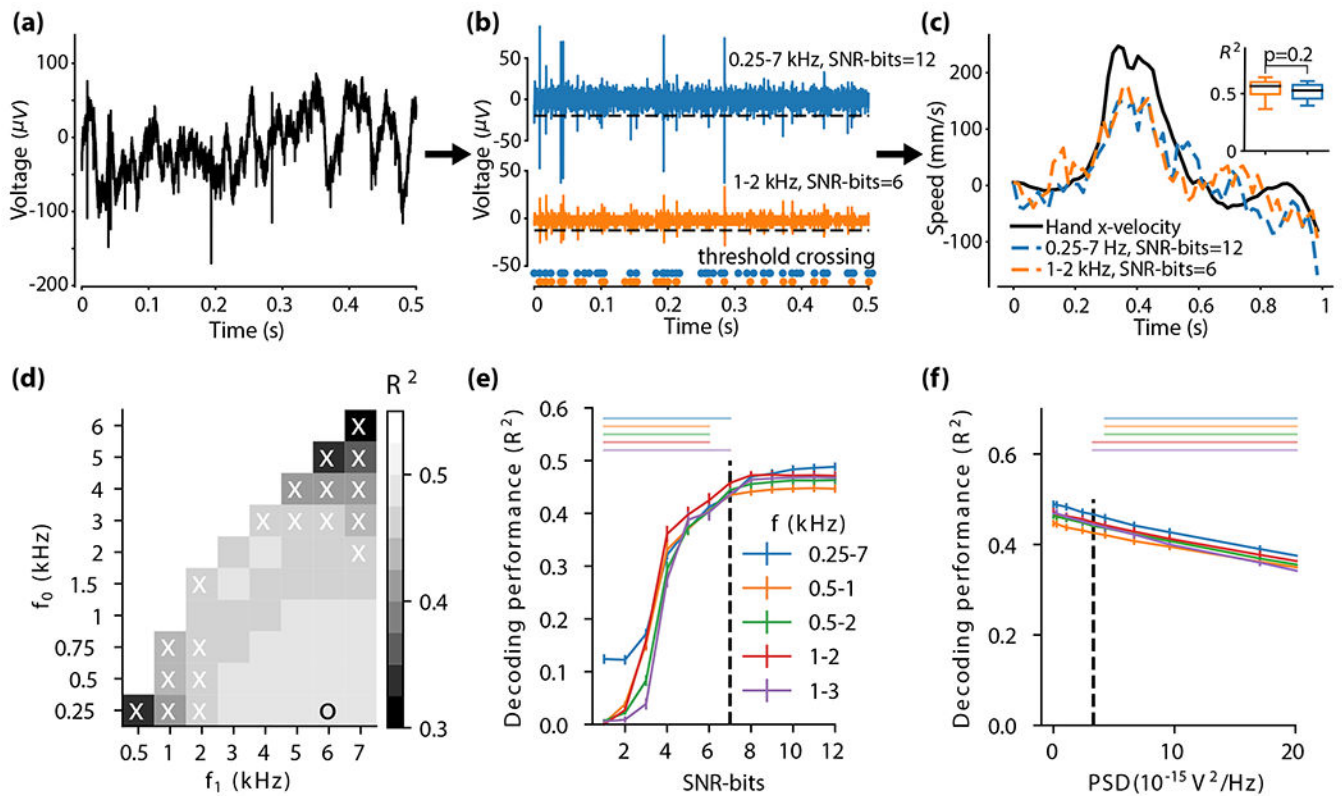 (a)
100
0
-100
-200
Voltage (µV)
0
0.1
0.2
0.3
0.4
0.5
Time (s)
(b)
50
0
-50
50
0
-50
Voltage (µV)
0.25-7 kHz, SNR-bits=12
1-2 kHz, SNR-bits=6
threshold crossing
0
0.1
0.2
0.3
0.4
0.5
Time (s)
(c)
200
100
0
-100
Speed (mm/s)
R²
p=0.2
0.5
0
Hand x-velocity
0.25-7 Hz, SNR-bits=12
1-2 kHz, SNR-bits=6
0
0.2
0.4
0.6
0.8
1
Time (s)
(d)
R²
6
5
4
3
2
1.5
1
0.75
0.5
0.25
f₀ (kHz)
X
X X
X X X
X X X X
X
X
X X
X X
X X X O
0.5
0.4
0.3
0.5 1 2 3 4 5 6 7
f₁ (kHz)
(e)
0.6
0.5
0.4
0.3
0.2
0.1
0.0
Decoding performance (R²)
f (kHz)
0.25-7
0.5-1
0.5-2
1-2
1-3
2 4 6 8 10 12
SNR-bits
(f)
0.6
0.4
0.2
0.0
Decoding performance (R²)
0 10 20
PSD(10⁻¹⁵ V²/Hz)